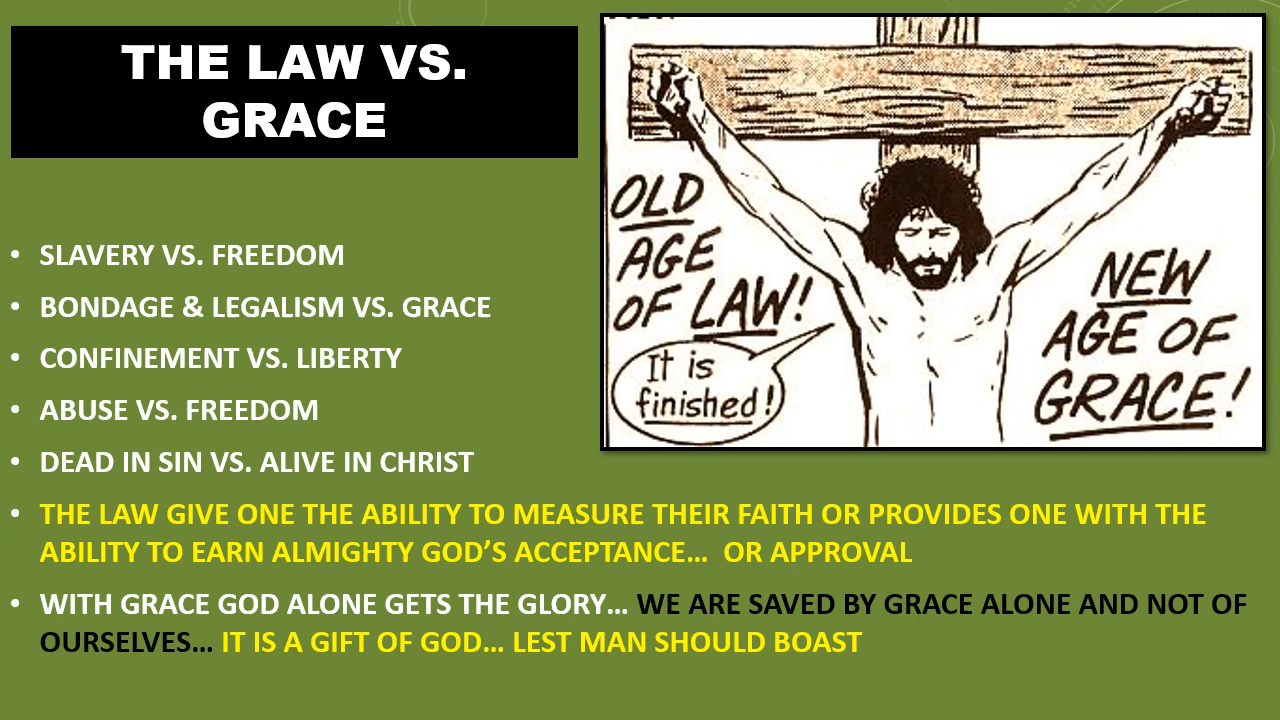 THE LAW VS.
GRACE
• SLAVERY VS. FREEDOM
• BONDAGE & LEGALISM VS. GRACE
• CONFINEMENT VS. LIBERTY
• ABUSE VS. FREEDOM
• DEAD IN SIN VS. ALIVE IN CHRIST
• THE LAW GIVE ONE THE ABILITY TO MEASURE THEIR FAITH OR PROVIDES ONE WITH THE
ABILITY TO EARN ALMIGHTY GOD’S ACCEPTANCE… OR APPROVAL
• WITH GRACE GOD ALONE GETS THE GLORY… WE ARE SAVED BY GRACE ALONE AND NOT OF
OURSELVES… IT IS A GIFT OF GOD… LEST MAN SHOULD BOAST
OLD
AGE
OF LAW!
It is
finished!
NEW
AGE OF
GRACE!